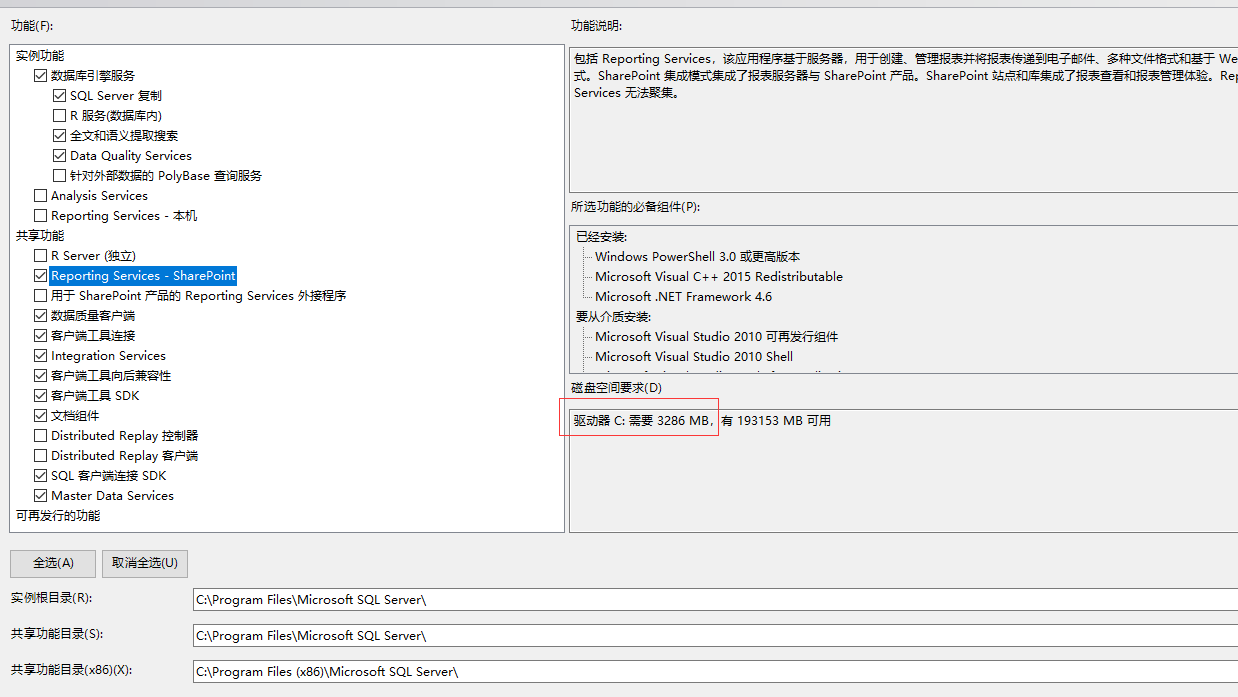 功能(F):
实例功能
数据库引擎服务
SQL Server 复制
R 服务(数据库内)
全文和语义提取搜索
Data Quality Services
针对外部数据的 PolyBase 查询服务
Analysis Services
Reporting Services - 本机
共享功能
R Server (独立)
Reporting Services - SharePoint
用于 SharePoint 产品的 Reporting Services 外接程序
数据质量客户端
客户端工具连接
Integration Services
客户端工具向后兼容性
客户端工具 SDK
文档组件
Distributed Replay 控制器
Distributed Replay 客户端
SQL 客户端连接 SDK
Master Data Services
可再发行的功能
功能说明:
包括 Reporting Services，该应用程序基于服务器，用于创建、管理报表并将报表传递到电子邮件、多种文件格式和基于 We
式。SharePoint 集成模式集成了报表服务器与 SharePoint 产品。SharePoint 站点和库集成了报表查看和报表管理体验。Rep
Services 无法聚集。
所选功能的必备组件(P):
已经安装:
Windows PowerShell 3.0 或更高版本
Microsoft Visual C++ 2015 Redistributable
Microsoft .NET Framework 4.6
要从介质安装:
Microsoft Visual Studio 2010 可再发行组件
Microsoft Visual Studio 2010 Shell
磁盘空间要求(D)
驱动器 C: 需要 3286 MB，有 193153 MB 可用
全选(A)
取消全选(U)
实例根目录(R):
C:\Program Files\Microsoft SQL Server\
共享功能目录(S):
C:\Program Files\Microsoft SQL Server\
共享功能目录(x86)(X):
C:\Program Files (x86)\Microsoft SQL Server\